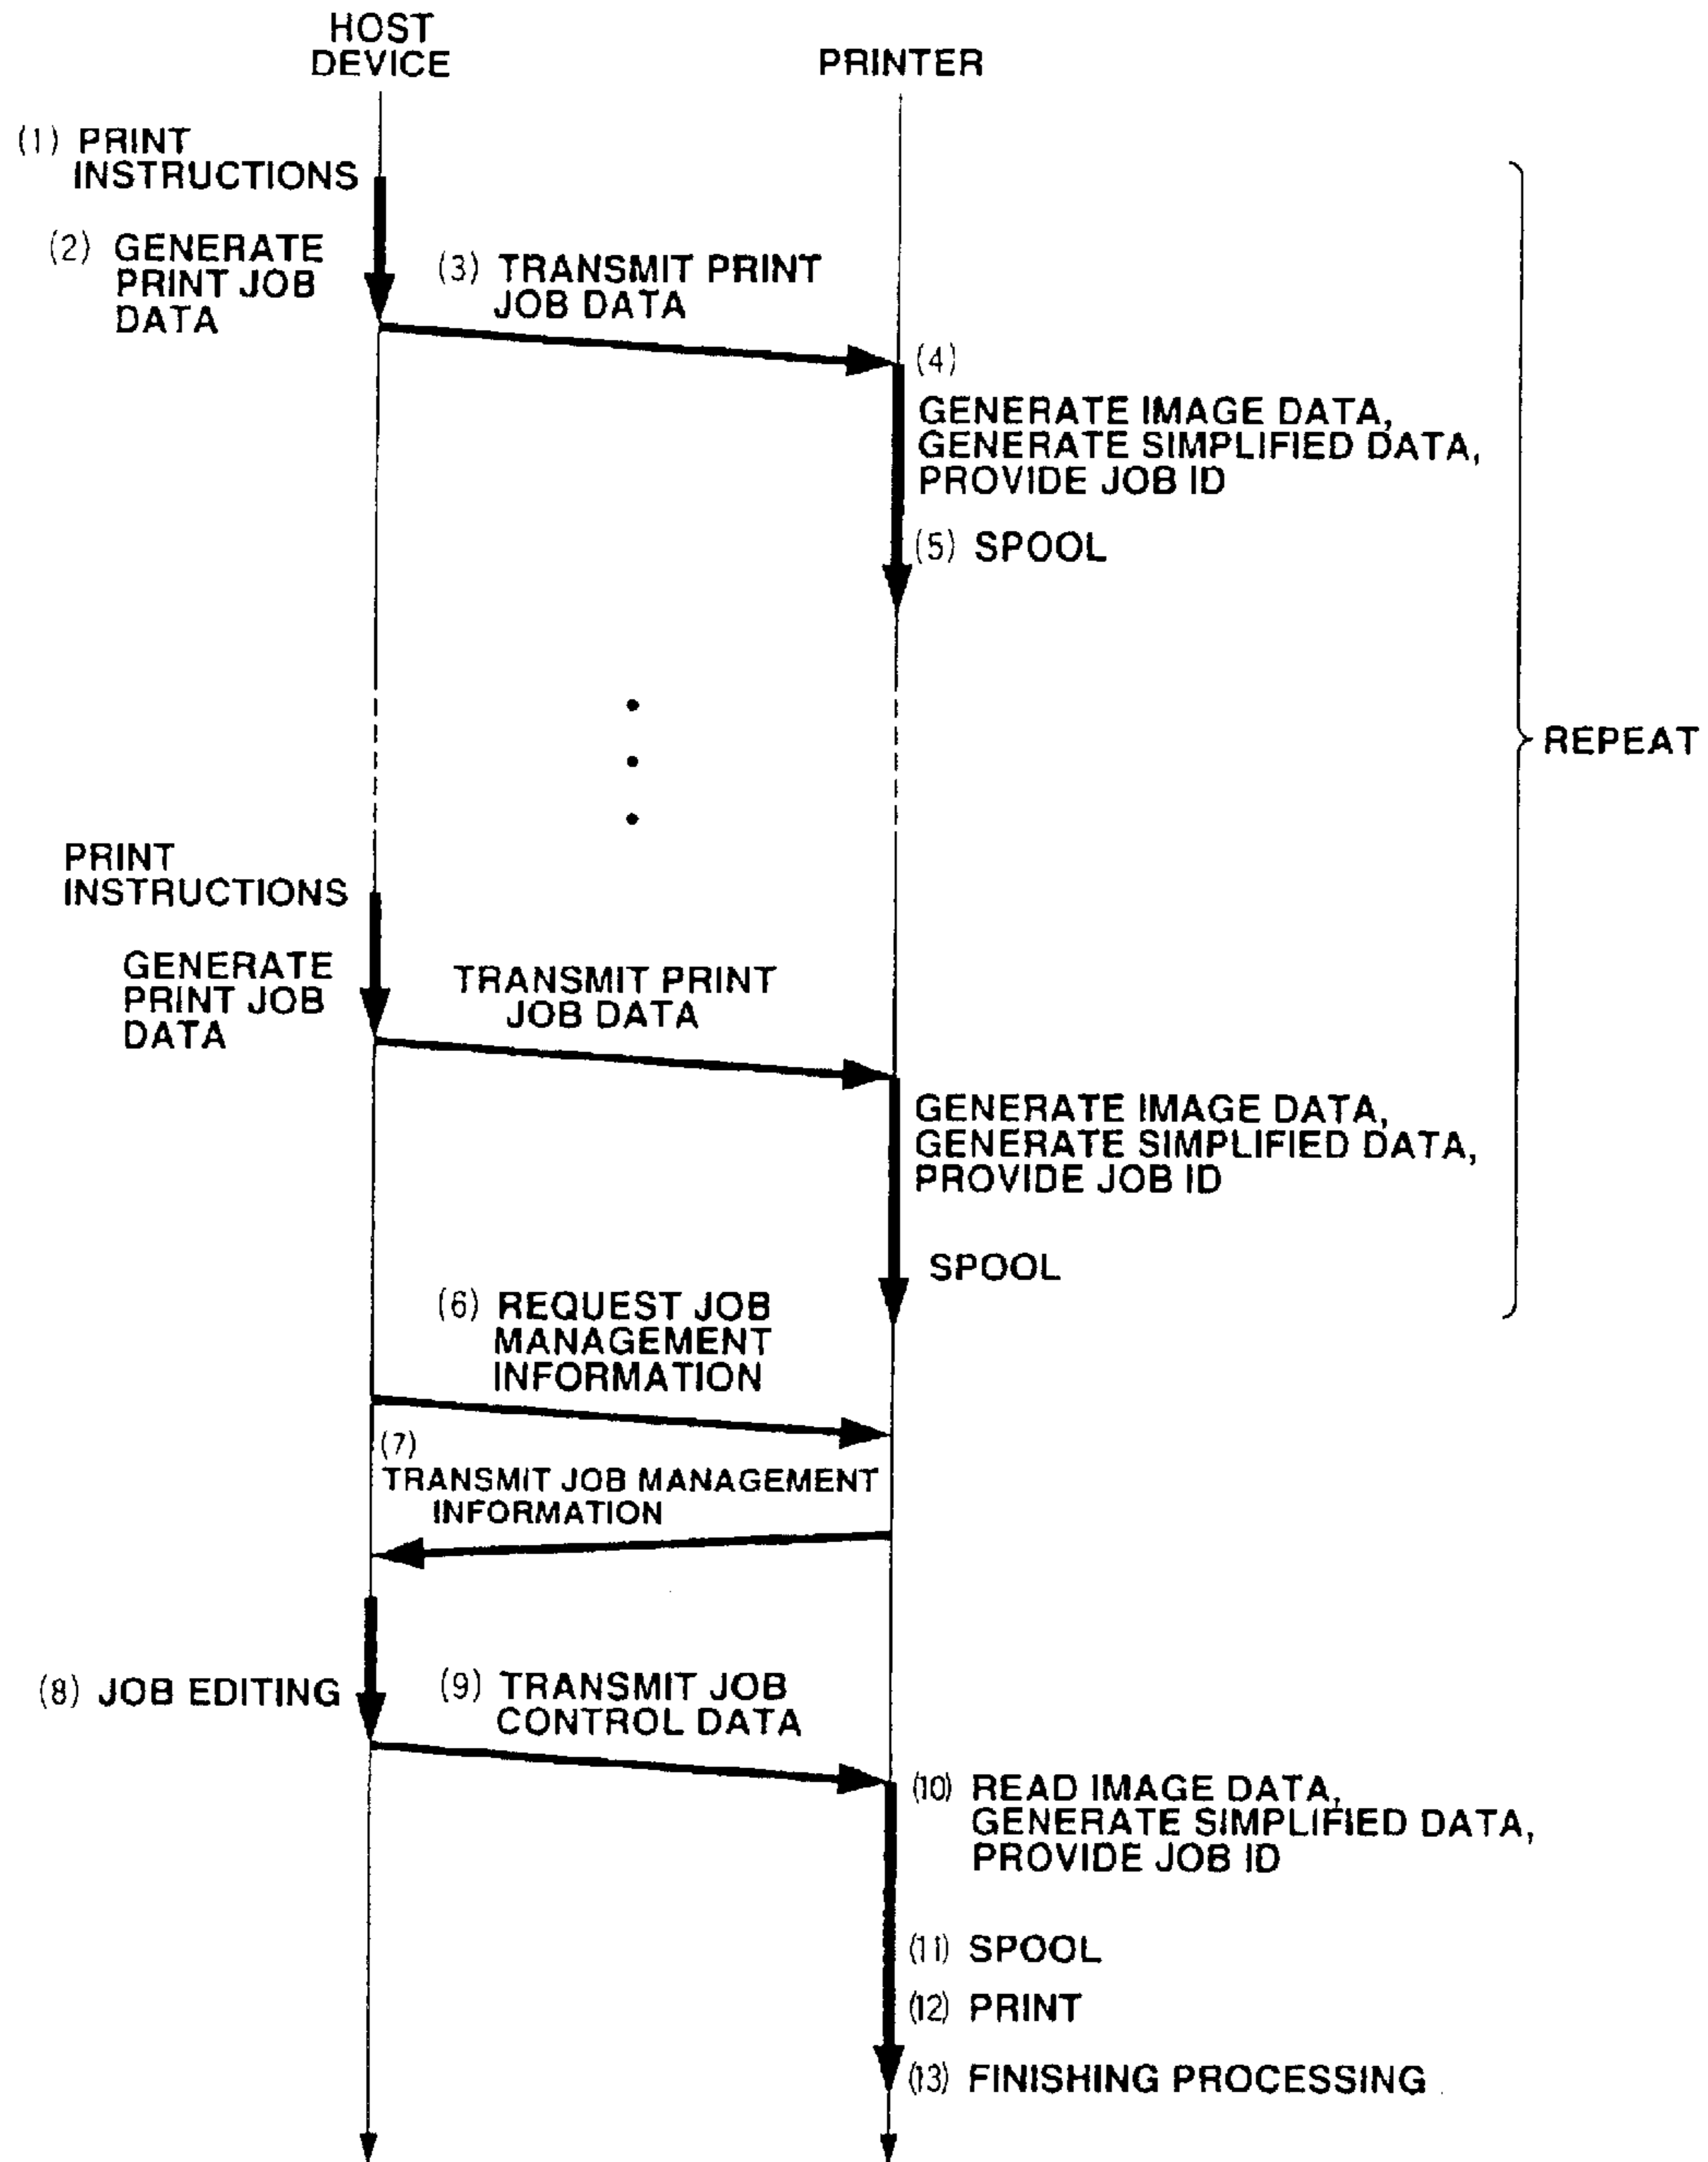 HOST
DEVICE
PRINTER
(1) PRINT
INSTRUCTIONS
(2) GENERATE
PRINT JOB
DATA
(3) TRANSMIT PRINT
JOB DATA
(4)
GENERATE IMAGE DATA,
GENERATE SIMPLIFIED DATA,
PROVIDE JOB ID
(5) SPOOL
REPEAT
PRINT
INSTRUCTIONS
GENERATE
PRINT JOB
DATA
TRANSMIT PRINT
JOB DATA
GENERATE IMAGE DATA,
GENERATE SIMPLIFIED DATA,
PROVIDE JOB ID
SPOOL
(6) REQUEST JOB
MANAGEMENT
INFORMATION
(7)
TRANSMIT JOB MANAGEMENT
INFORMATION
(8) JOB EDITING
(9) TRANSMIT JOB
CONTROL DATA
(10) READ IMAGE DATA,
GENERATE SIMPLIFIED DATA,
PROVIDE JOB ID
(11) SPOOL
(12) PRINT
(13) FINISHING PROCESSING